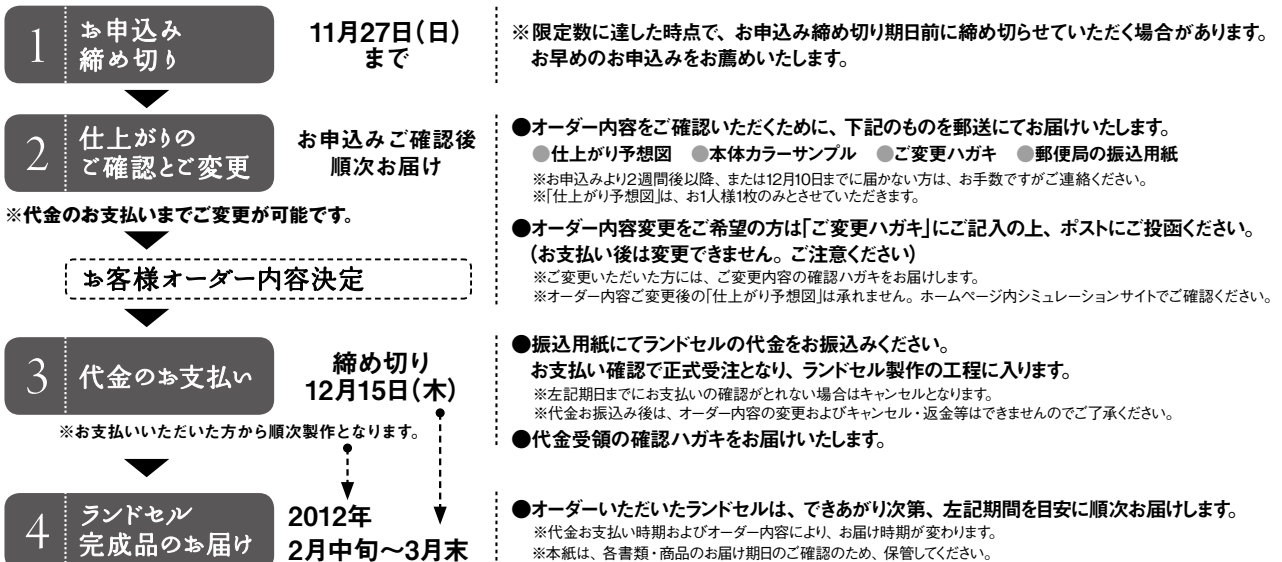 1 お申込み
締め切り
11月27日(日)
まで
※限定数に達した時点で、お申込み締め切り期日前に締め切らせていただく場合があります。
お早めのお申込みをお薦めいたします。
2 仕上がりの
ご確認とご変更
お申込みご確認後
順次お届け
※代金のお支払いまでご変更が可能です。
●オーダー内容をご確認いただくために、下記のものを郵送にてお届けいたします。
●仕上がり予想図 ●本体カラーサンプル ●ご変更ハガキ ●郵便局の振込用紙
※お申込みより2週間後以降、または12月10日までに届かない方は、お手数ですがご連絡ください。
※「仕上がり予想図」は、お1人様1枚のみとさせていただきます。
●オーダー内容変更をご希望の方は「ご変更ハガキ」にご記入の上、ポストにご投函ください。
(お支払い後は変更できません。ご注意ください)
※ご変更いただいた方には、ご変更内容の確認ハガキをお届けします。
※オーダー内容ご変更後の「仕上がり予想図」は承れません。ホームページ内シミュレーションサイトでご確認ください。
お客様オーダー内容決定
3 代金のお支払い
締め切り
12月15日(木)
※お支払いいただいた方から順次製作となります。
●振込用紙にてランドセルの代金をお振込みください。
お支払い確認で正式受注となり、ランドセル製作の工程に入ります。
※左記期日までにお支払いの確認がとれない場合はキャンセルとなります。
※代金お振込み後は、オーダー内容の変更およびキャンセル・返金等はできませんのでご了承ください。
●代金受領の確認ハガキをお届けいたします。
4 ランドセル
完成品のお届け
2012年
2月中旬～3月末
●オーダーいただいたランドセルは、できあがり次第、左記期間を目安に順次お届けします。
※代金お支払い時期およびオーダー内容により、お届け時期が変わります。
※本紙は、各書類・商品のお届け期日のご確認のため、保管してください。